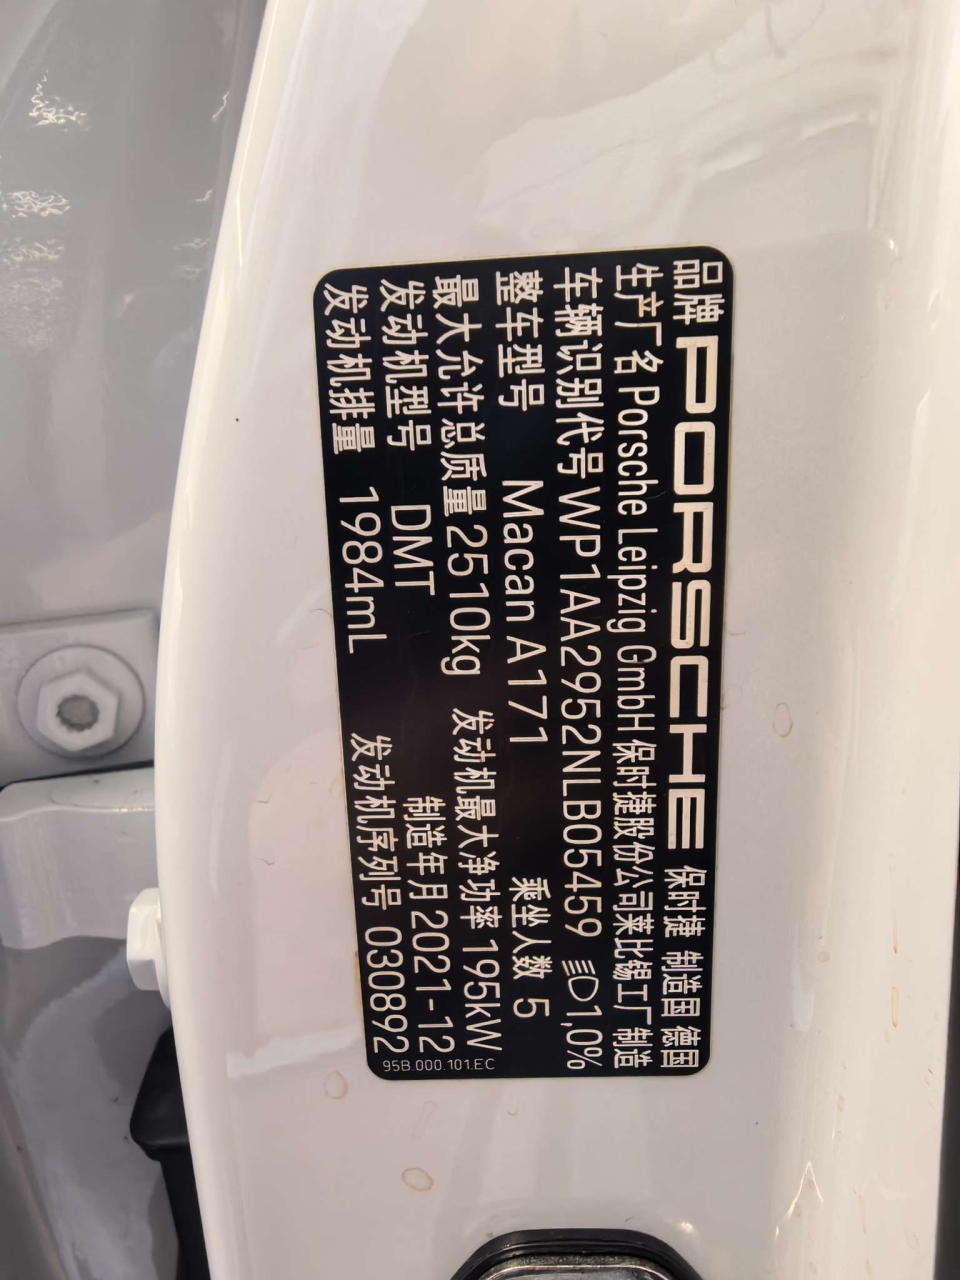 品牌 PORSCHE 保时捷 制造国 德国
生产厂名 Porsche Leipzig GmbH 保时捷股份公司莱比锡工厂 制造
车辆识别代号 WP1AA2952NLB05459 1,0%
整车型号 Macan A171 乘坐人数 5
最大允许总质量 2510kg 发动机最大净功率 195kW
发动机型号 DMT 制造年月 2021-12
发动机排量 1984mL 发动机序列号 030892
95B.000.101.EC